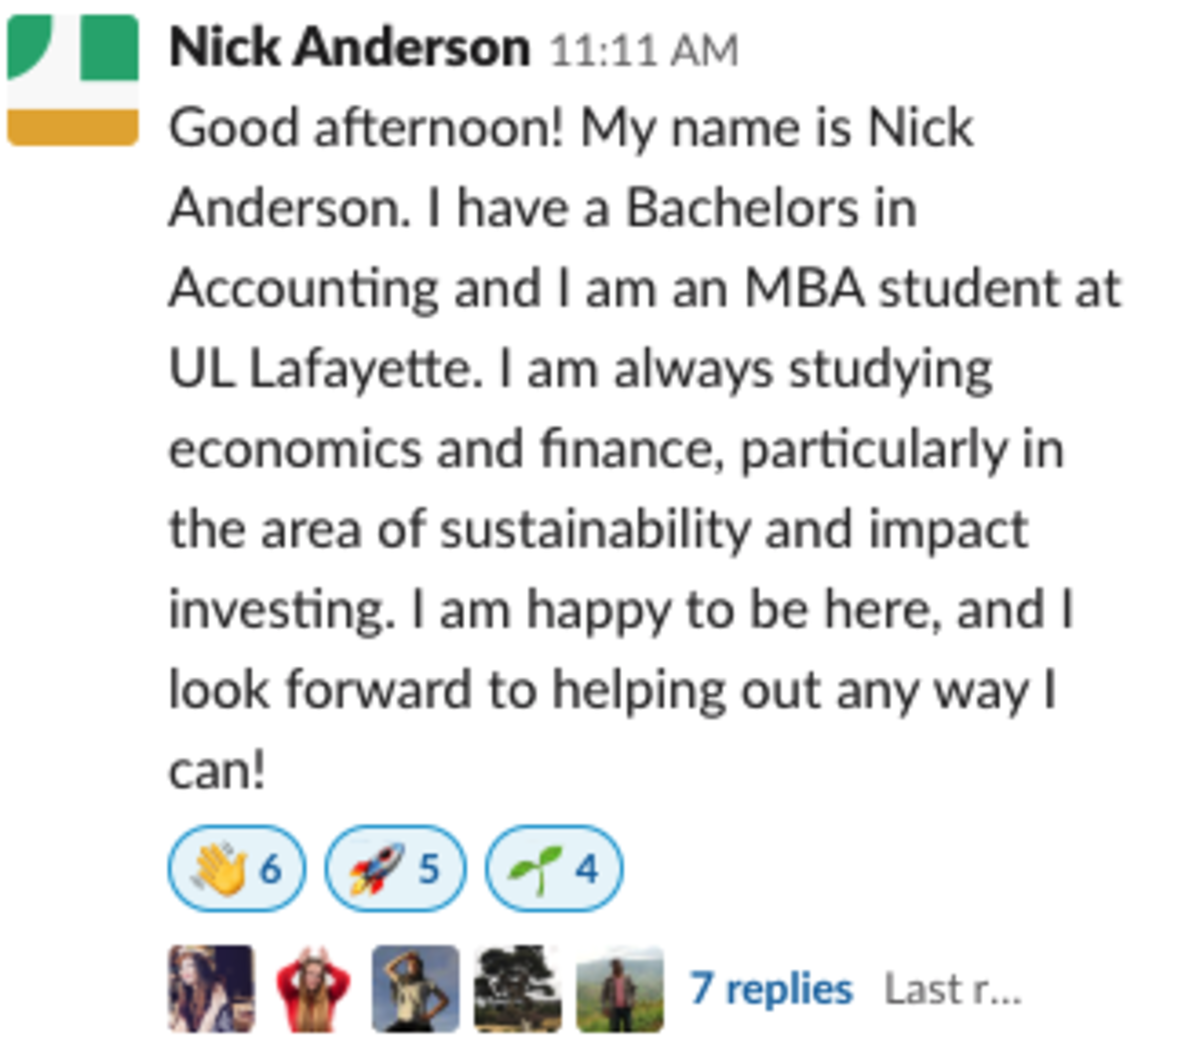 Nick Anderson 11:11 AM
Good afternoon! My name is Nick
Anderson. I have a Bachelors in
Accounting and I am an MBA student at
UL Lafayette. I am always studying
economics and finance, particularly in
the area of sustainability and impact
investing. I am happy to be here, and I
look forward to helping out any way I
can!
👋 6 🚀 5 🌱 4
7 replies Last r...